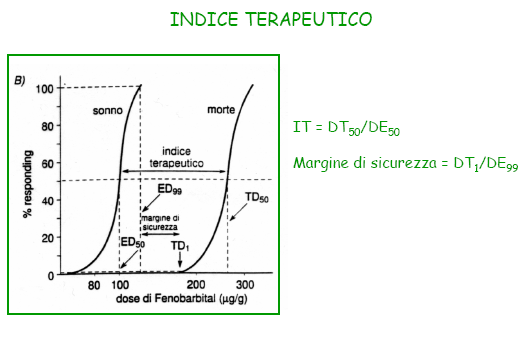 INDICE TERAPEUTICO
B)
100
80
60
40
20
0
% responding
sonno
morte
indice
terapeutico
ED99
margine di
sicurezza
TD50
ED50
TD1
80 100 200 300
dose di Fenobarbital (µg/g)
IT = DT50/DE50
Margine di sicurezza = DT1/DE99